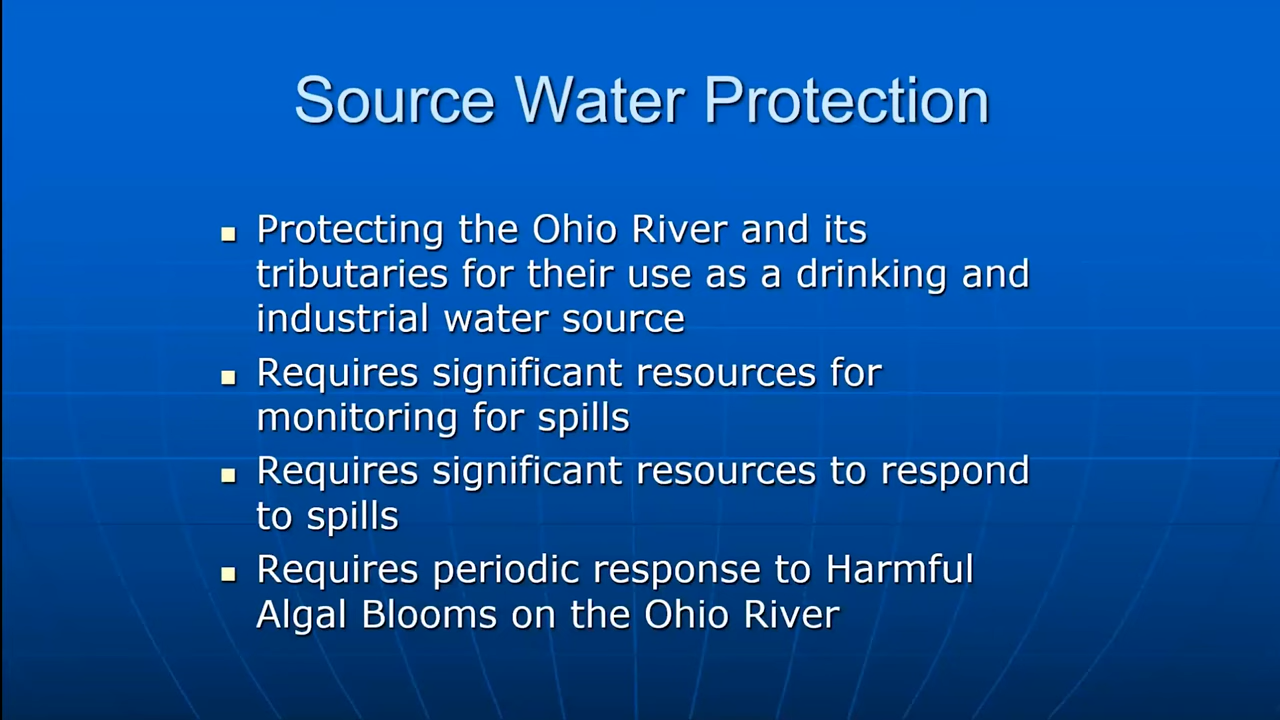 Source Water Protection
Protecting the Ohio River and its
tributaries for their use as a drinking and
industrial water source
Requires significant resources for
monitoring for spills
Requires significant resources to respond
to spills
Requires periodic response to Harmful
Algal Blooms on the Ohio River